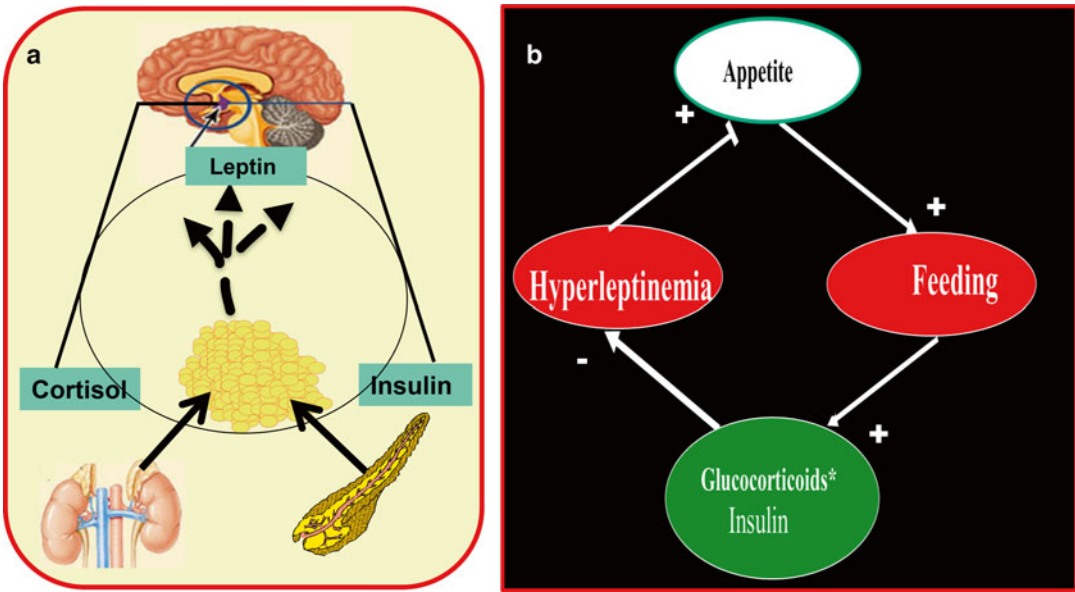 a
Leptin
Cortisol
Insulin
b
Appetite
+
+
Hyperleptinemia
Feeding
-
+
Glucocorticoids*
Insulin